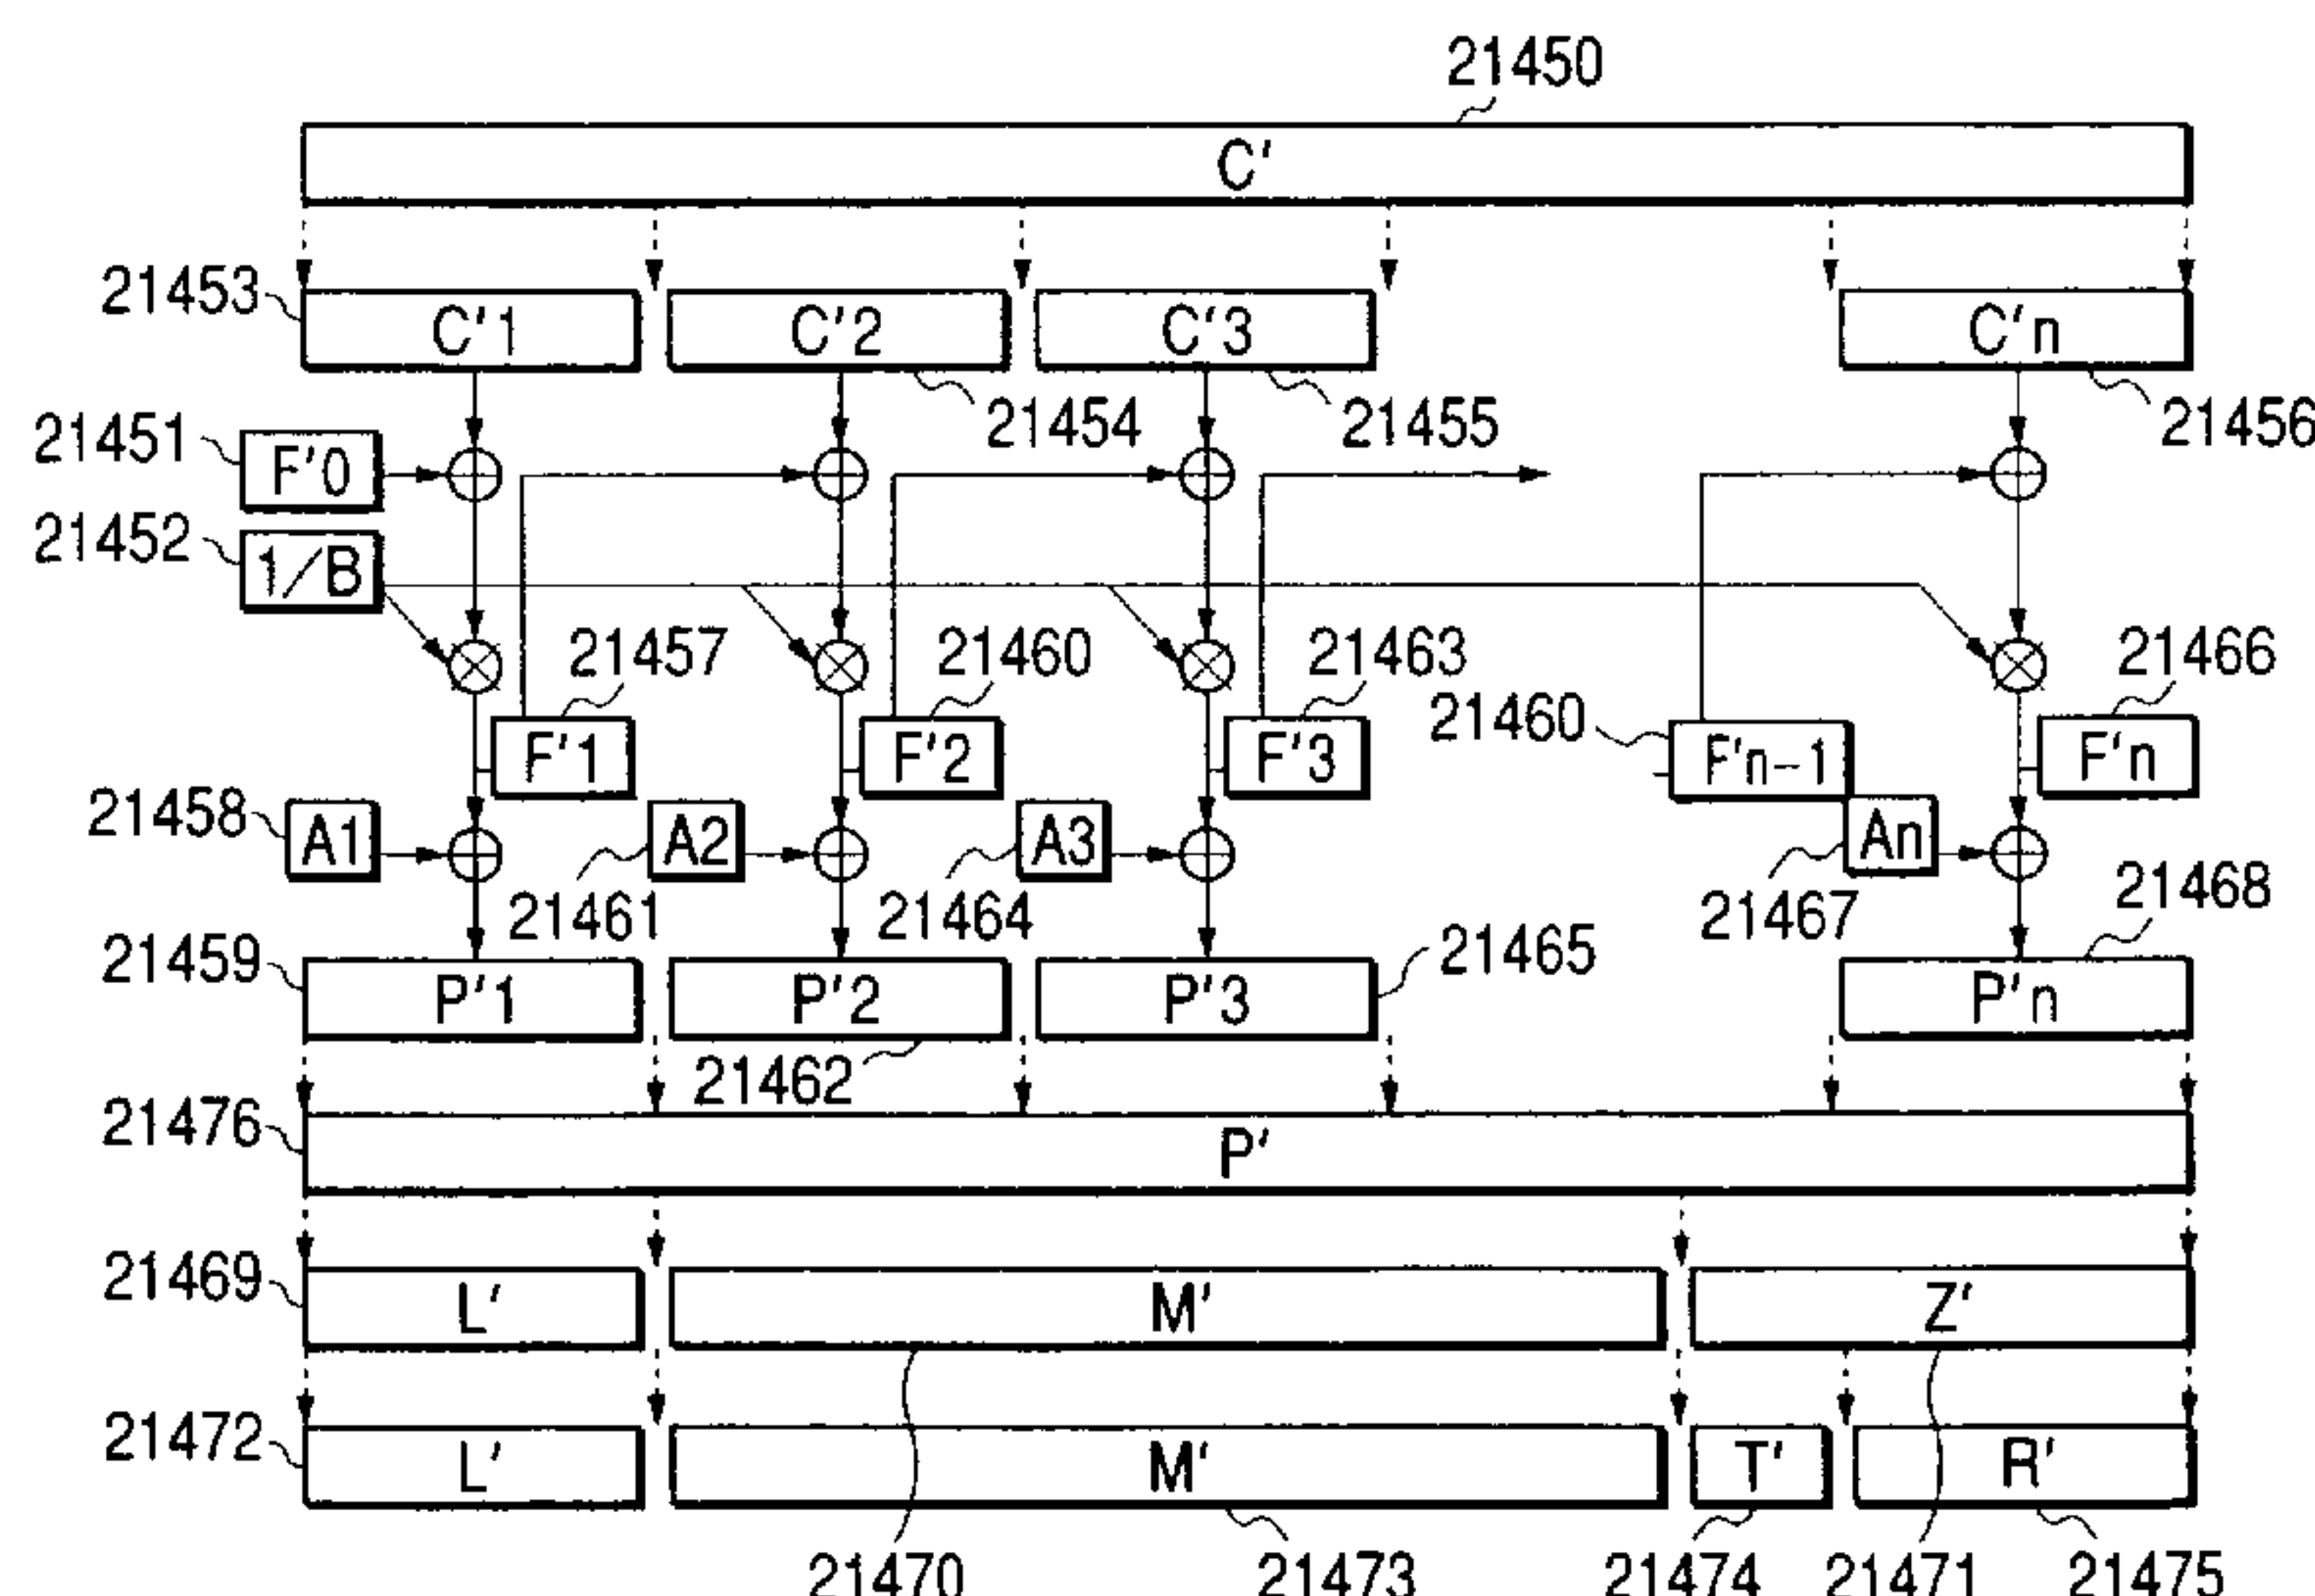 21450
C'
21453 C'1 C'2 C'3 C'n
21454 21455 21456
21451 F'0
21452 1/B
21457 21460 21463 21466
21460
F'1 F'2 F'3 F'n-1 F'n
21458 A1 A2 A3 An
21461 21464 21467 21468
21459 P'1 P'2 P'3 21465 P'n
21462
21476 P'
21469 L' M' Z'
21472 L' M' T' R'
21470 21473 21474 21471 21475